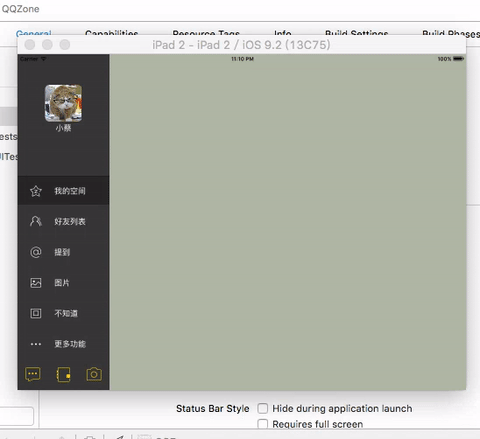 QQZone
General Capabilities Resource Tags Info Build Settings Build Phases
iPad 2 - iPad 2 / iOS 9.2 (13C75)
Carrier 11:10 PM 100%
小蔡
ests
UITes
我的空间
好友列表
提到
图片
不知道
更多功能
Status Bar Style Hide during application launch
Requires full screen